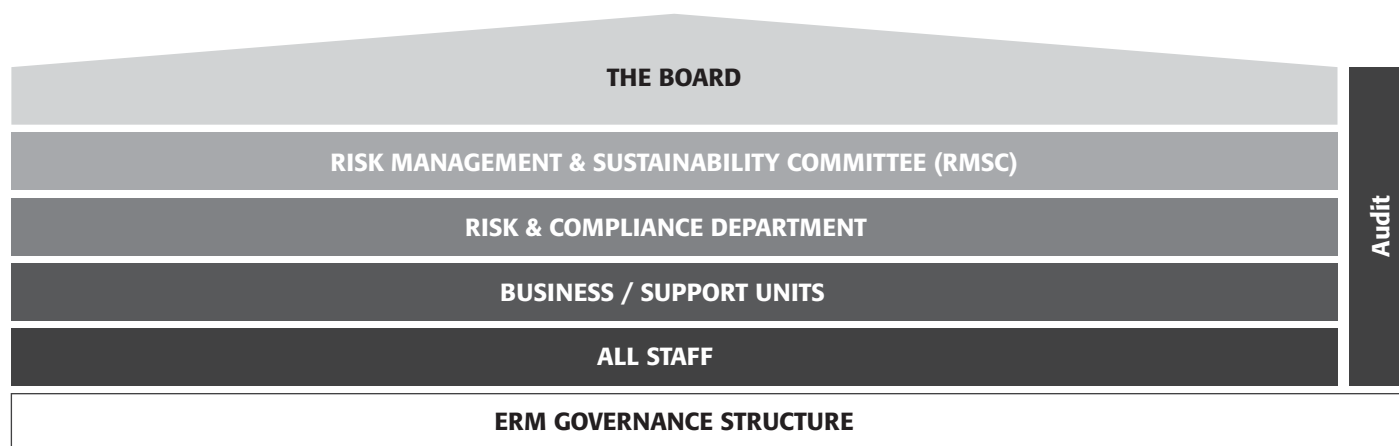 THE BOARD
RISK MANAGEMENT & SUSTAINABILITY COMMITTEE (RMSC)
RISK & COMPLIANCE DEPARTMENT
BUSINESS / SUPPORT UNITS
ALL STAFF
Audit
ERM GOVERNANCE STRUCTURE